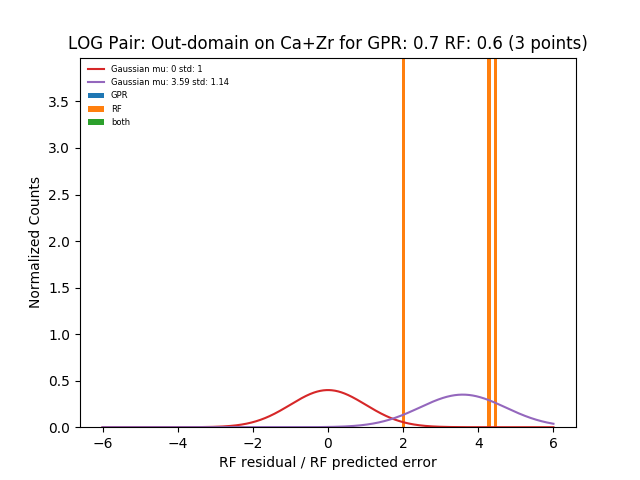 LOG Pair: Out-domain on Ca+Zr for GPR: 0.7 RF: 0.6 (3 points)
Gaussian mu: 0 std: 1
Gaussian mu: 3.59 std: 1.14
GPR
RF
both
Normalized Counts
3.5
3.0
2.5
2.0
1.5
1.0
0.5
0.0
−6 −4 −2 0 2 4 6
RF residual / RF predicted error